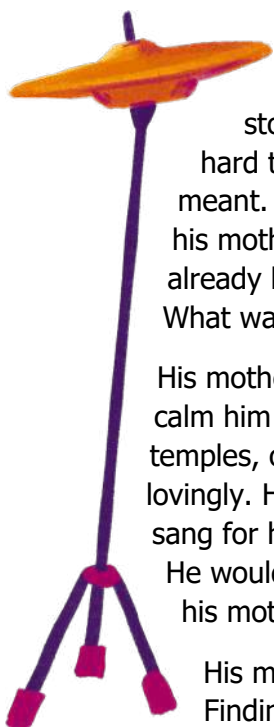 sto
hard t
meant.
his moth
already
What wa
His mothe
calm him
temples,
lovingly. H
sang for h
He would
his mot
His m
Findin